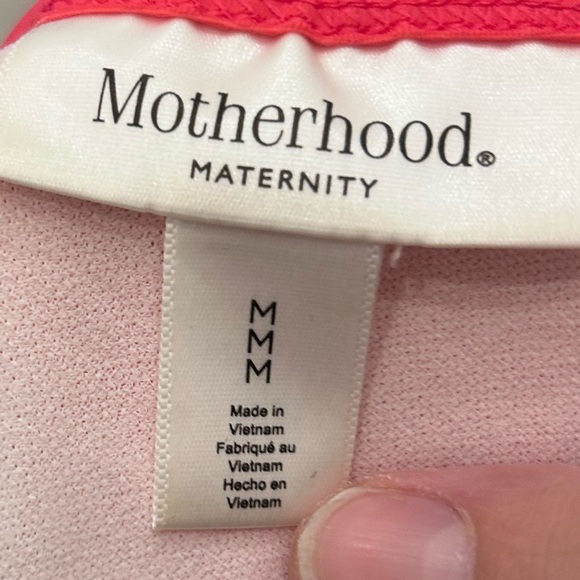 Motherhood®
MATERNITY
M
M
M
Made in
Vietnam
Fabriqué au
Vietnam
Hecho en
Vietnam